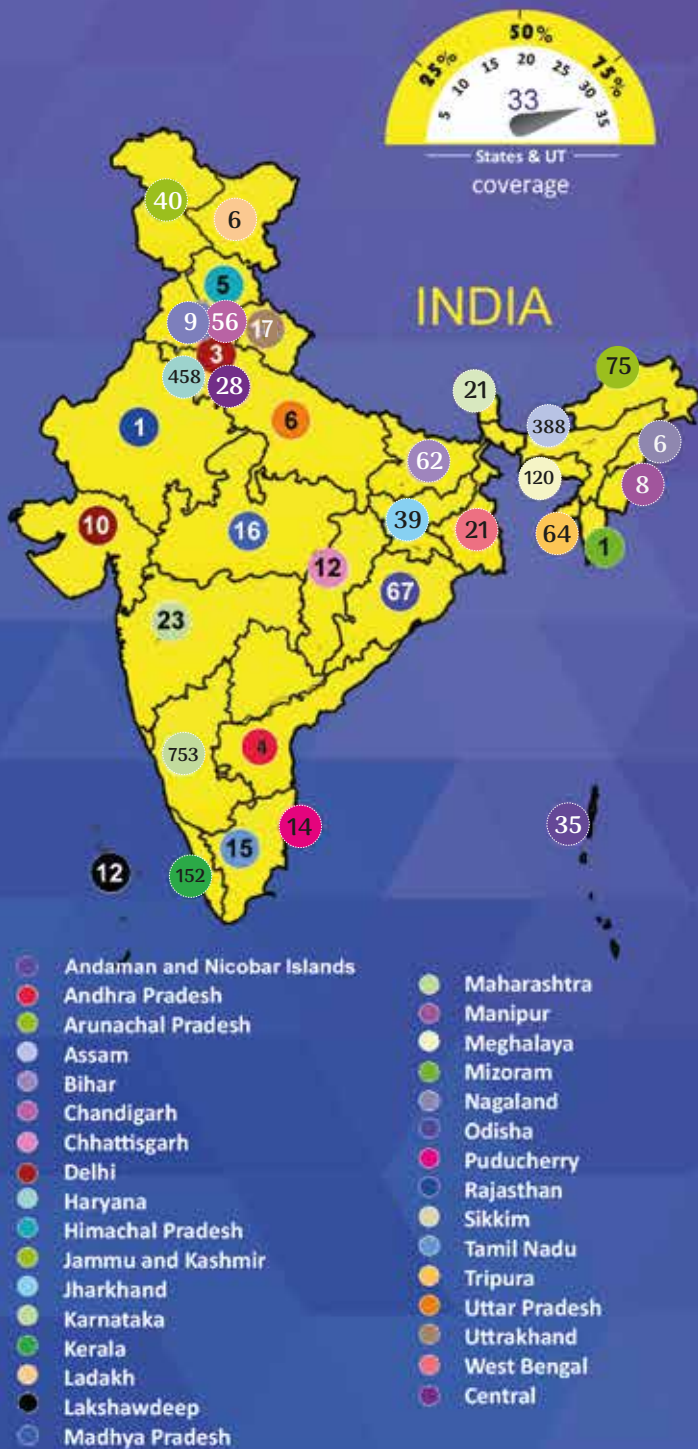 25% 50% 75%
5 10 15 20 25 30 35
33
States & UT
coverage
INDIA
40
6
5
9 56 17
3
458 28
1
6
21
75
388
62
6
120
8
10
16
39
21
64
1
12
67
23
753
4
14
35
15
12
152
Andaman and Nicobar Islands
Andhra Pradesh
Arunachal Pradesh
Assam
Bihar
Chandigarh
Chhattisgarh
Delhi
Haryana
Himachal Pradesh
Jammu and Kashmir
Jharkhand
Karnataka
Kerala
Ladakh
Lakshawdeep
Madhya Pradesh
Maharashtra
Manipur
Meghalaya
Mizoram
Nagaland
Odisha
Puducherry
Rajasthan
Sikkim
Tamil Nadu
Tripura
Uttar Pradesh
Uttrakhand
West Bengal
Central